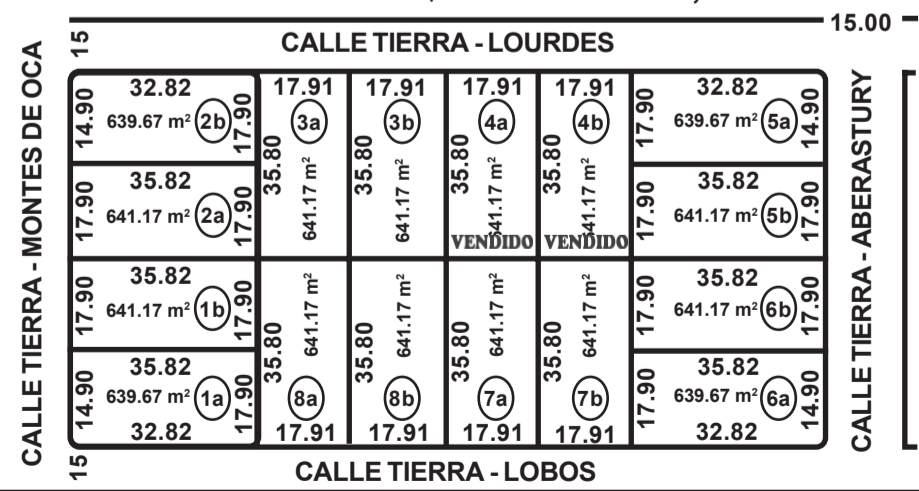 15.00
15
CALLE TIERRA - LOURDES
CALLE TIERRA - MONTES DE OCA
32.82
14.90
639.67 m² 2b
17.90
17.91
3a
35.80
641.17 m²
17.91
3b
35.80
641.17 m²
17.91
4a
35.80
641.17 m²
VENDIDO
17.91
4b
35.80
641.17 m²
VENDIDO
32.82
17.90
639.67 m² 5a
14.90
35.82
17.90
641.17 m² 2a
17.90
35.82
17.90
641.17 m² 5b
17.90
35.82
17.90
641.17 m² 1b
17.90
35.82
17.90
641.17 m² 6b
17.90
35.82
14.90
639.67 m² 1a
17.90
32.82
641.17 m²
35.80
8a
17.91
641.17 m²
35.80
8b
17.91
641.17 m²
35.80
7a
17.91
641.17 m²
35.80
7b
17.91
35.82
17.90
639.67 m² 6a
14.90
32.82
CALLE TIERRA - ABERASTURY
15
CALLE TIERRA - LOBOS